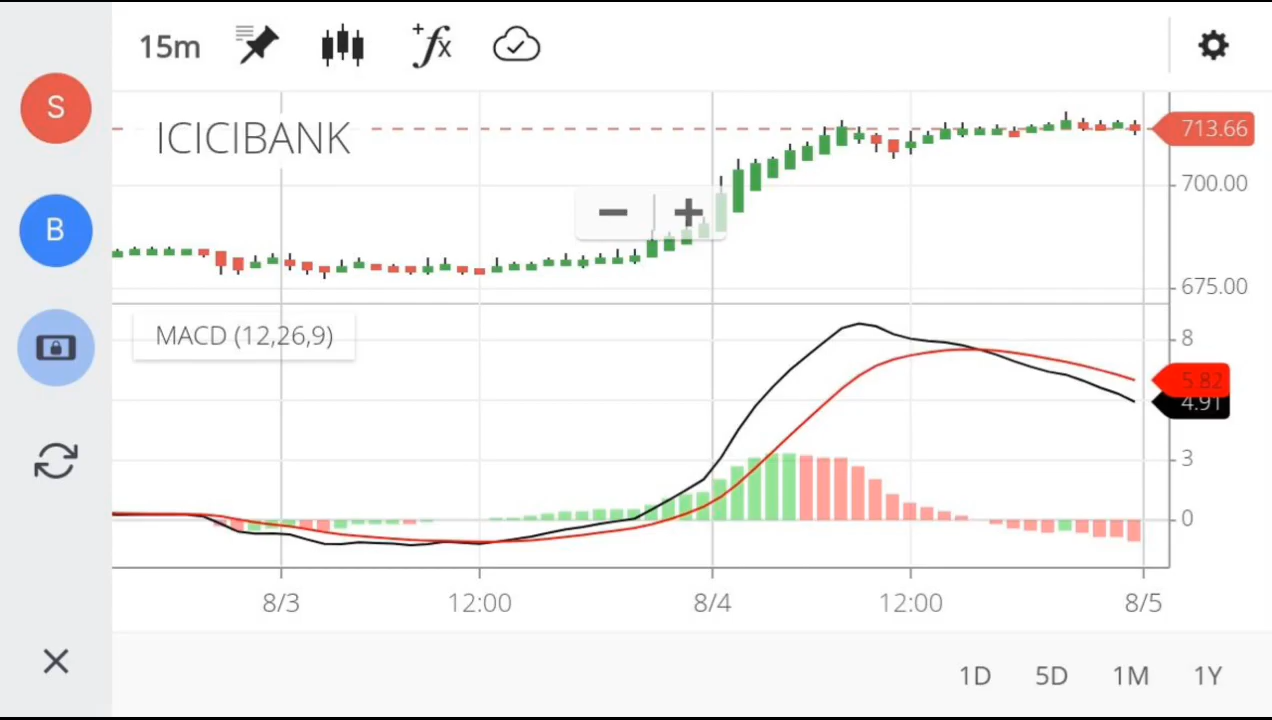 15m
+fx
S
ICICIBANK
713.66
700.00
B
675.00
MACD (12,26,9)
8
5.82
4.91
3
0
8/3 12:00 8/4 12:00 8/5
1D 5D 1M 1Y